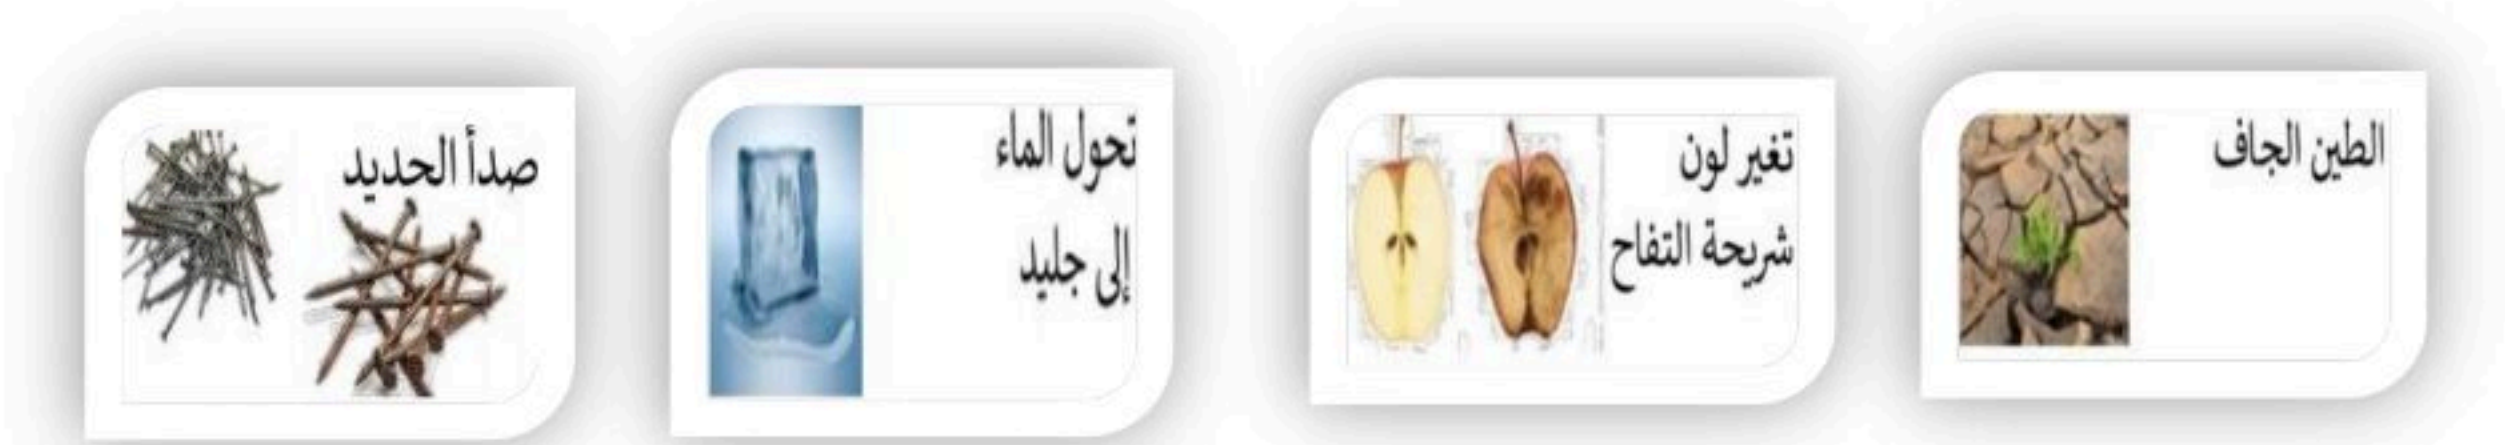 الطين الجاف
تغير لون
شريحة التفاح
تحول الماء
إلى جليد
صدأ الحديد